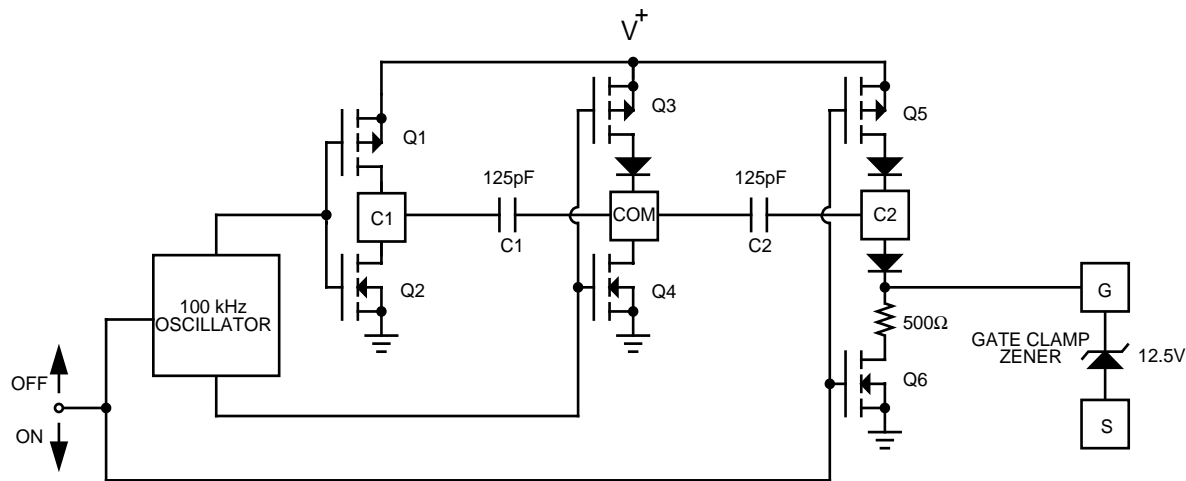 V+
Q1
Q3
Q5
125pF
125pF
C1
COM
C2
C1
C2
Q2
Q4
100 kHz
OSCILLATOR
500Ω
G
GATE CLAMP
ZENER
12.5V
OFF
Q6
ON
S